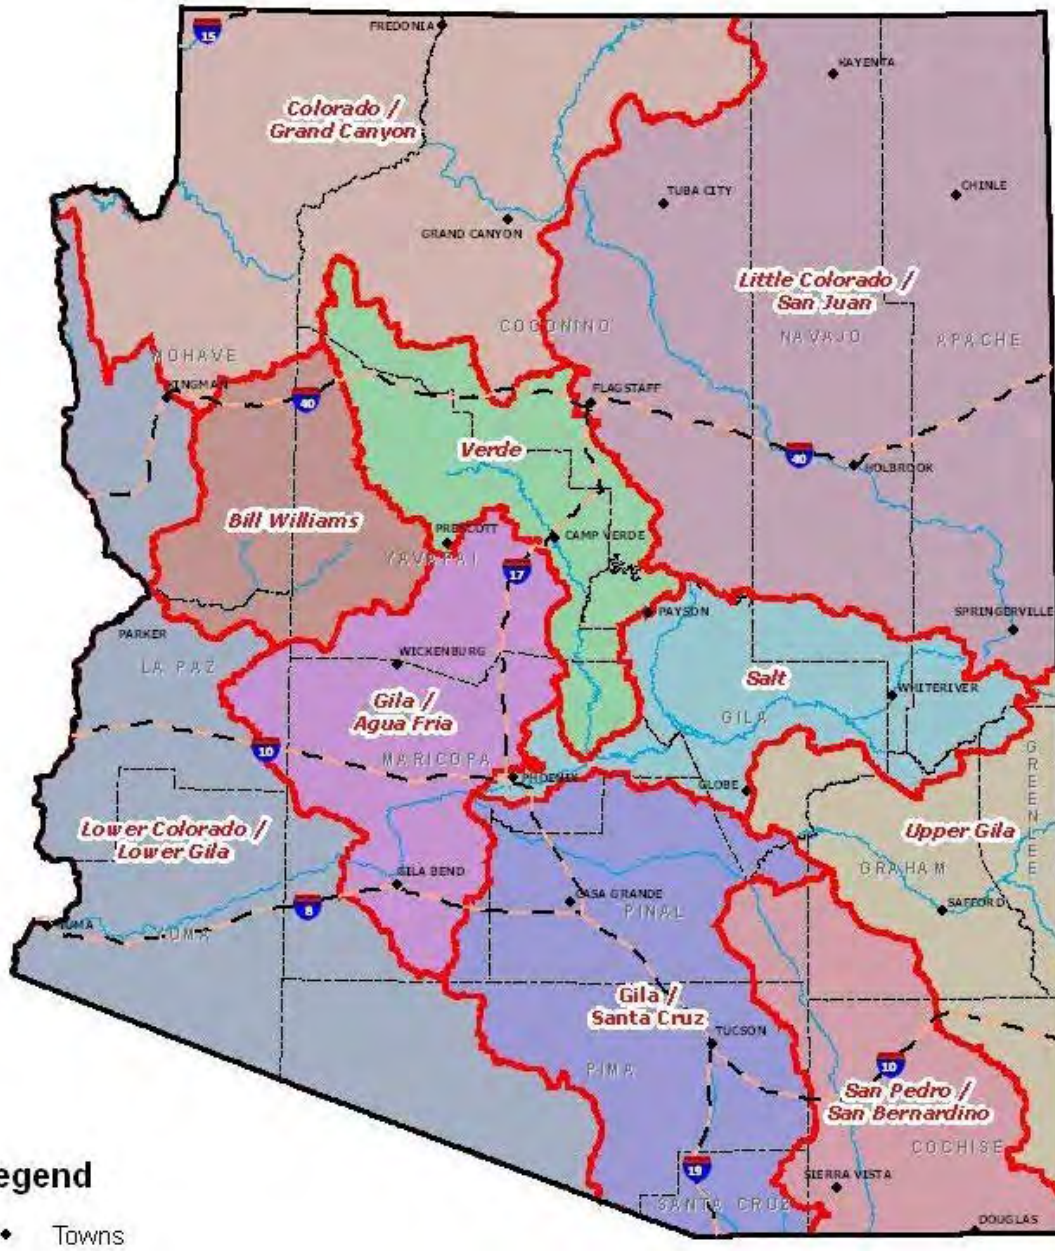 15
FREDONIA
KAYENTA
Colorado /
Grand Canyon
TUBA CITY
CHINLE
GRAND CANYON
Little Colorado /
San Juan
COCONINO
NAVAJO
APACHE
MOHAVE
KINGMAN
40
FLAGSTAFF
Verde
40
HOLBROOK
Bill Williams
PRESCOTT
CAMP VERDE
YAVAPAI
17
PAYSON
SPRINGERVILLE
PARKER
LA PAZ
WICKENBURG
Salt
WHITERIVER
Gila /
Agua Fria
GILA
10
MARICOPA
PHOENIX
GLOBE
GREENLEE
Lower Colorado /
Lower Gila
Upper Gila
GILA BEND
GRAHAM
CASA GRANDE
8
PINAL
SAFFORD
YUMA
YUMA
Gila /
Santa Cruz
TUCSON
PIMA
10
San Pedro /
San Bernardino
COCHISE
19
SIERRA VISTA
SANTA CRUZ
DOUGLAS
egend
Towns